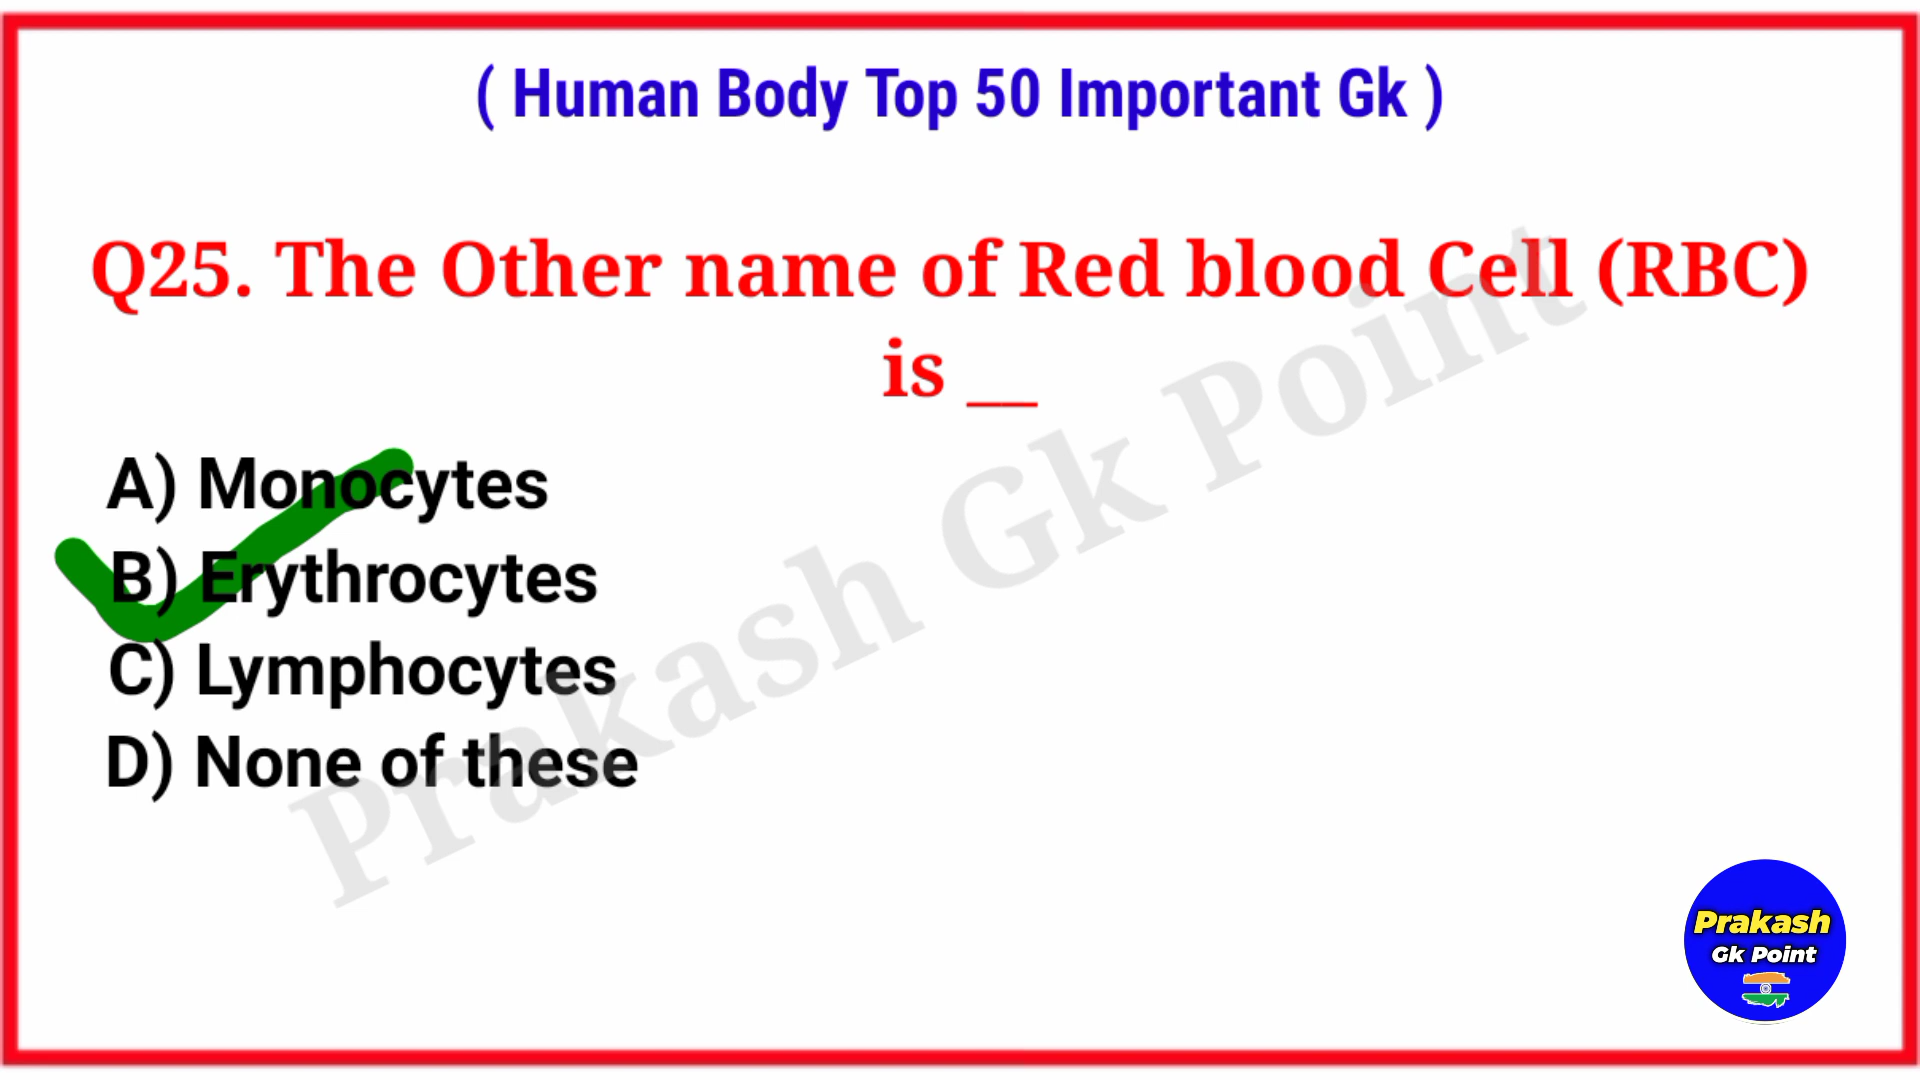 ( Human Body Top 50 Important Gk )
Q25. The Other name of Red blood Cell (RBC)
is __
A) Monocytes
B) Erythrocytes
C) Lymphocytes
D) None of these
Prakash Gk Point
Prakash
Gk Point